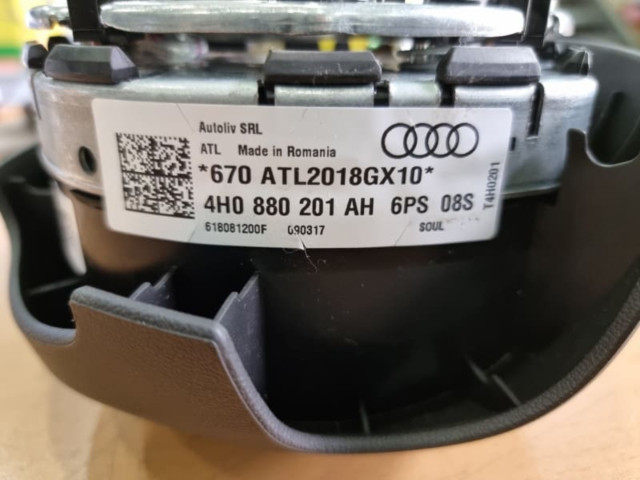 Autoliv SRL
ATL Made in Romania
*670 ATL2018GX10*
4H0 880 201 AH 6PS 08S
618081200F 090317 SOUL
T4H0201